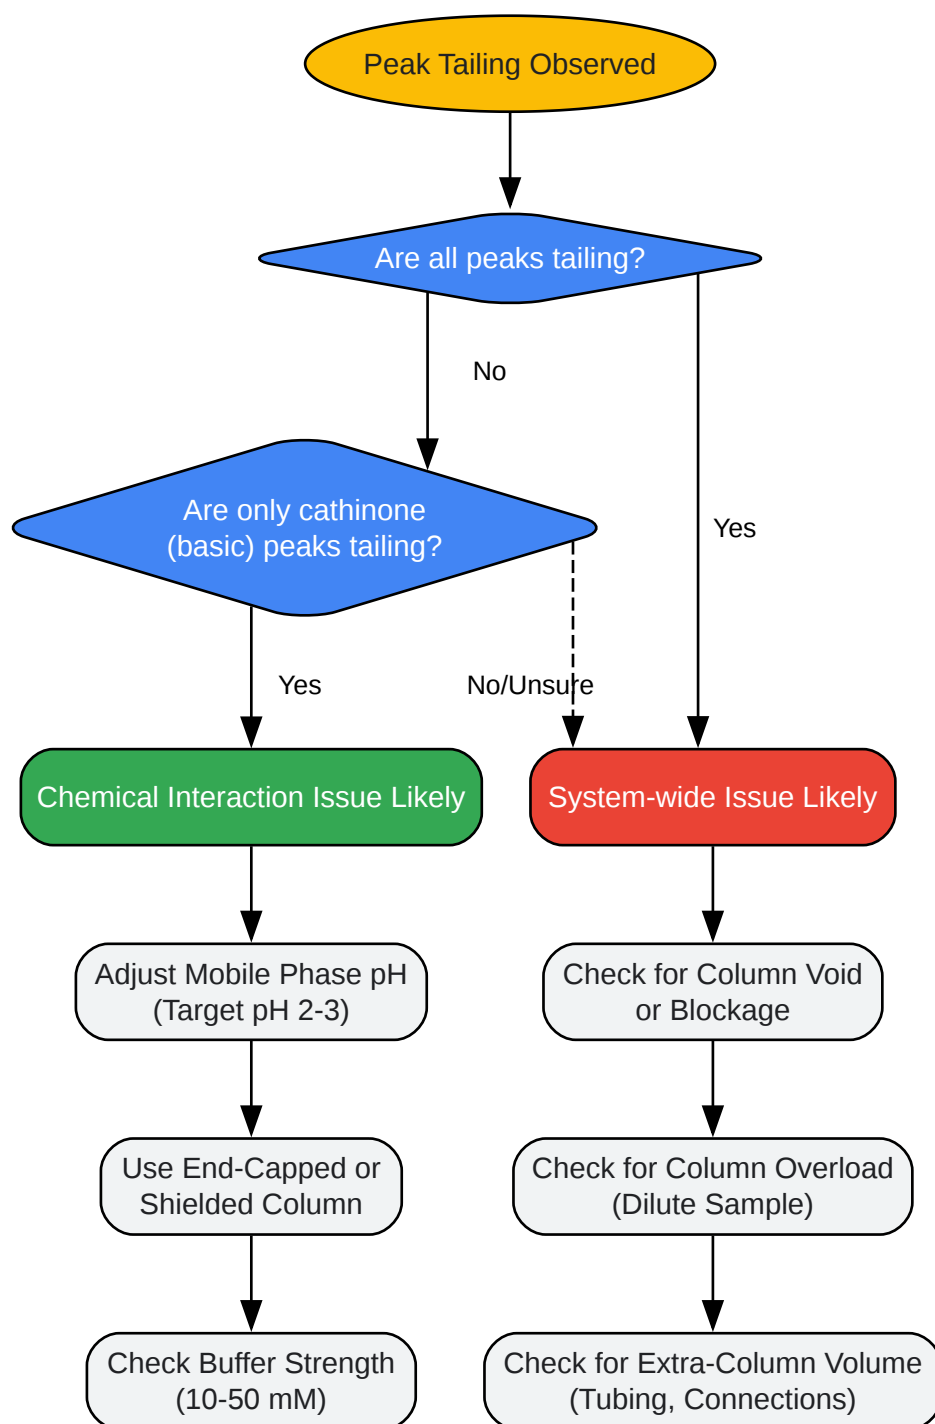 Peak Tailing Observed
Are all peaks tailing?
No
Are only cathinone
(basic) peaks tailing?
Yes
Yes
No/Unsure
Chemical Interaction Issue Likely
System-wide Issue Likely
Adjust Mobile Phase pH
(Target pH 2-3)
Check for Column Void
or Blockage
Use End-Capped or
Shielded Column
Check for Column Overload
(Dilute Sample)
Check Buffer Strength
(10-50 mM)
Check for Extra-Column Volume
(Tubing, Connections)